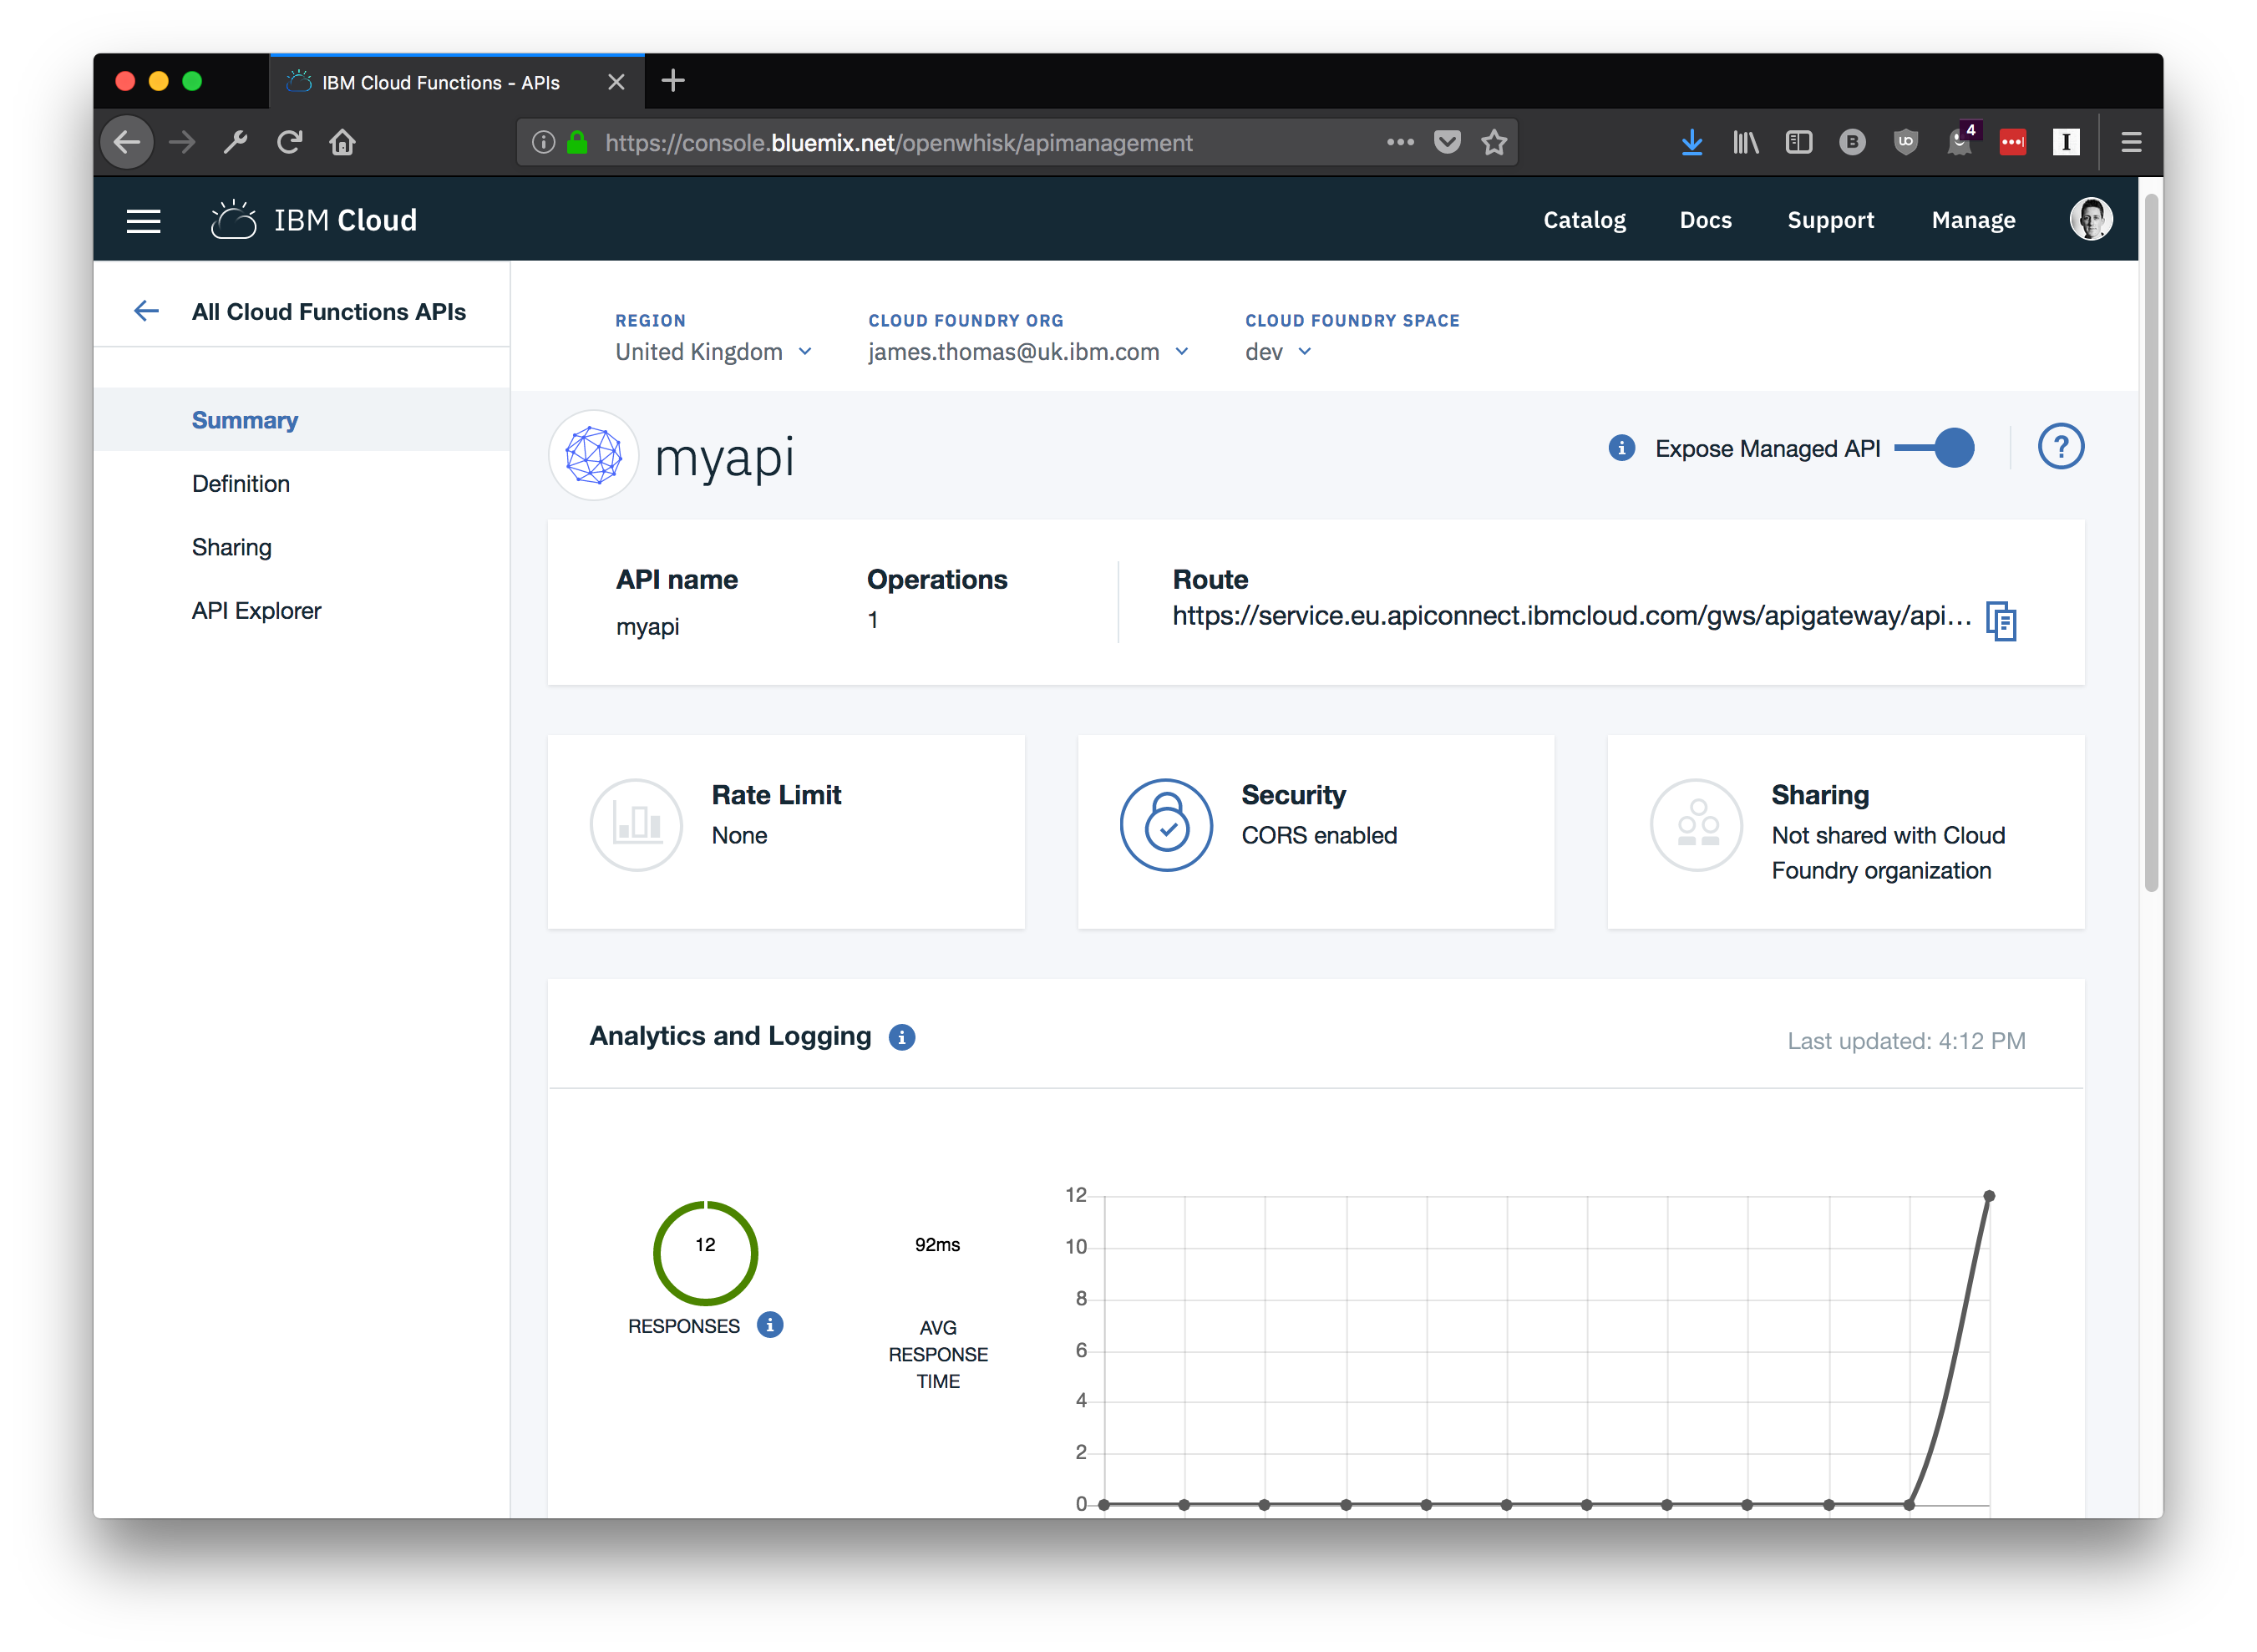 IBM Cloud Functions - APIs
https://console.bluemix.net/openwhisk/apimanagement
4
IBM Cloud
Catalog
Docs
Support
Manage
All Cloud Functions APIs
Summary
Definition
Sharing
API Explorer
REGION
United Kingdom
CLOUD FOUNDRY ORG
james.thomas@uk.ibm.com
CLOUD FOUNDRY SPACE
dev
myapi
Expose Managed API
?
API name
myapi
Operations
1
Route
https://service.eu.apiconnect.ibmcloud.com/gws/apigateway/api...
Rate Limit
None
Security
CORS enabled
Sharing
Not shared with Cloud
Foundry organization
Analytics and Logging
Last updated: 4:12 PM
12
RESPONSES
92ms
AVG
RESPONSE
TIME
12
10
8
6
4
2
0